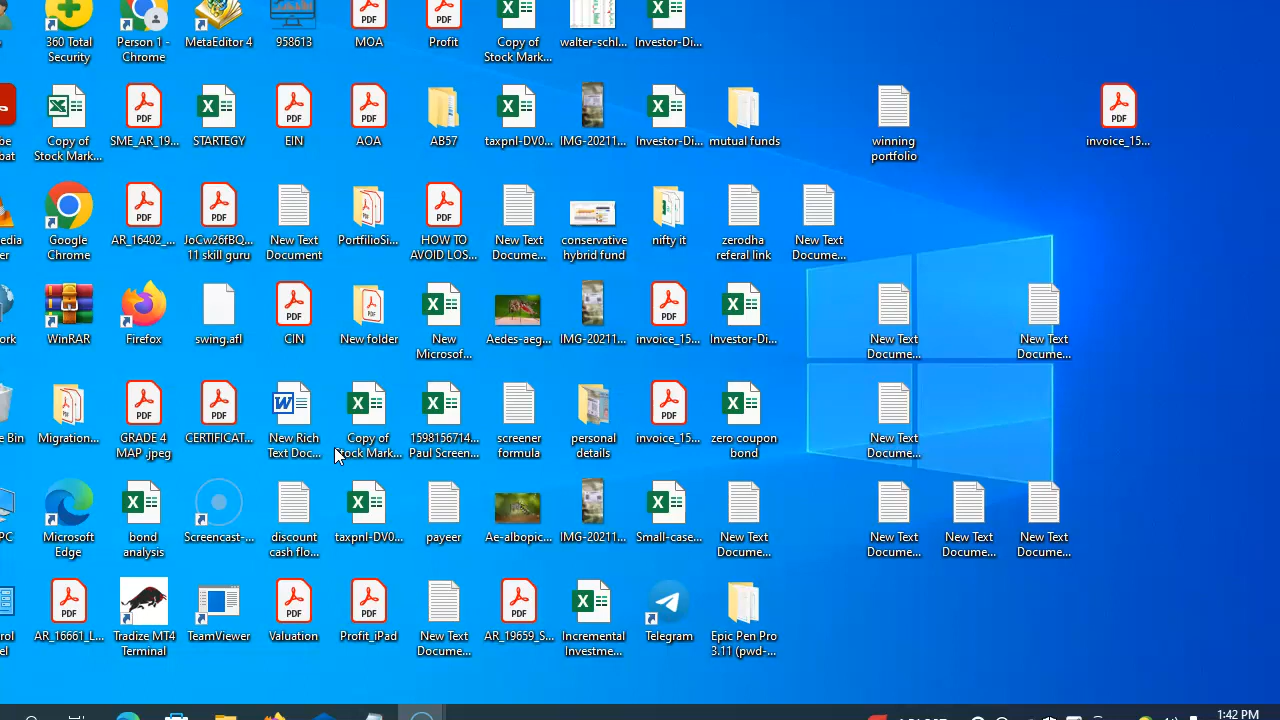 360 Total
Security
Person 1 -
Chrome
MetaEditor 4
958613
MOA
Profit
Copy of
Stock Mark...
walter-schl...
Investor-Di...
Copy of
Stock Mark...
SME_AR_19...
STARTEGY
EIN
AOA
AB57
taxpnl-DV0...
IMG-20211...
Investor-Di...
mutual funds
winning
portfolio
invoice_15...
Google
Chrome
AR_16402_...
JoCw26fBQ...
11 skill guru
New Text
Document
PortfilioSi...
HOW TO
AVOID LOS...
New Text
Docume...
conservative
hybrid fund
nifty it
zerodha
referal link
New Text
Docume...
WinRAR
Firefox
swing.afl
CIN
New folder
New
Microsof...
Aedes-aeg...
IMG-20211...
invoice_15...
Investor-Di...
New Text
Docume...
New Text
Docume...
Bin
Migration...
GRADE 4
MAP .jpeg
CERTIFICAT...
New Rich
Text Doc...
Copy of
Stock Mark...
1598156714...
Paul Screen...
screener
formula
personal
details
invoice_15...
zero coupon
bond
New Text
Docume...
PC
Microsoft
Edge
bond
analysis
Screencast-...
discount
cash flo...
taxpnl-DV0...
payeer
Ae-albopic...
IMG-20211...
Small-case...
New Text
Docume...
New Text
Docume...
New Text
Docume...
New Text
Docume...
AR_16661_L...
Tradize MT4
Terminal
TeamViewer
Valuation
Profit_iPad
New Text
Docume...
AR_19659_S...
Incremental
Investme...
Telegram
Epic Pen Pro
3.11 (pwd-...
1:42 PM